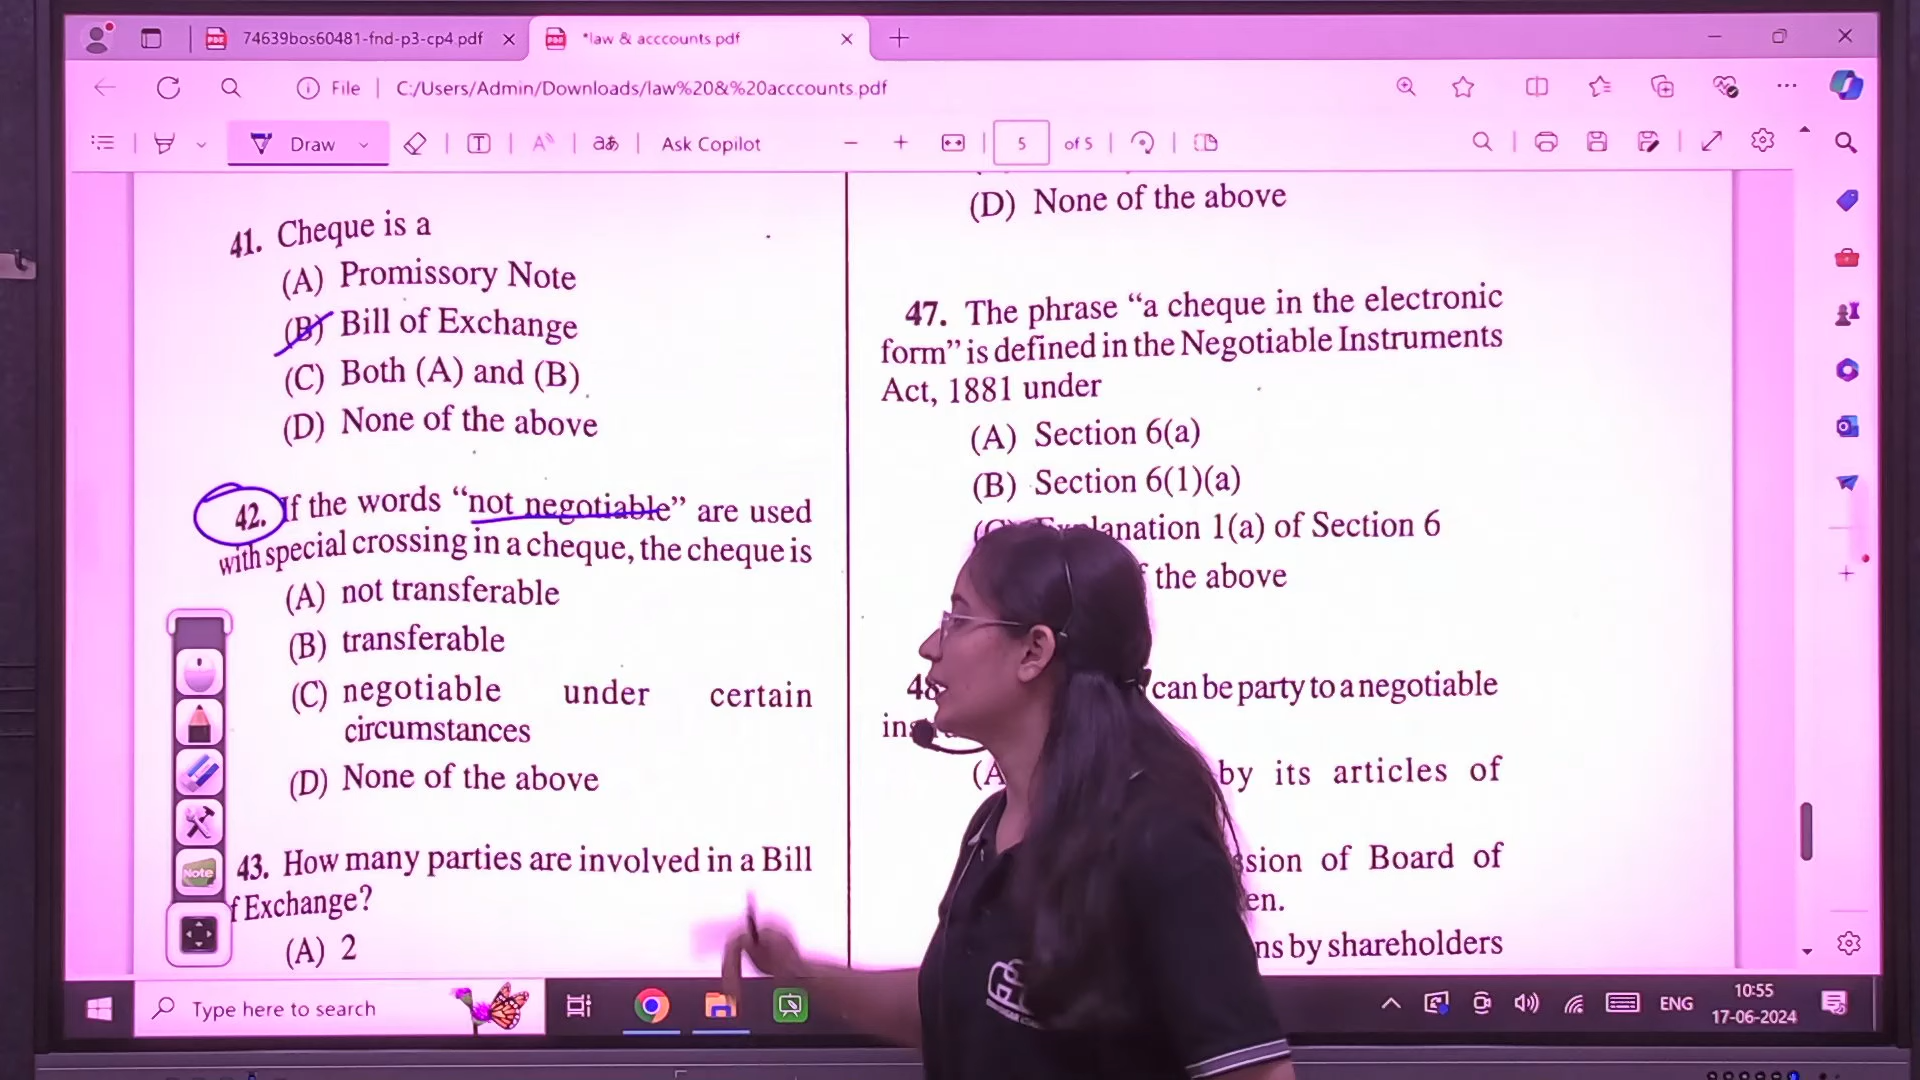 74639bos60481-fnd-p3-cp4.pdf
*law & acccounts pdf
File
C:/Users/Admin/Downloads/law%20&%20acccounts.pdf
Draw
Ask Copilot
5
of 5
41. Cheque is a
(A) Promissory Note
(B) Bill of Exchange
(C) Both (A) and (B)
(D) None of the above
42. If the words “not negotiable” are used
with special crossing in a cheque, the cheque is
(A) not transferable
(B) transferable
(C) negotiable under certain
circumstances
(D) None of the above
43. How many parties are involved in a Bill
f Exchange?
(A) 2
(D) None of the above
47. The phrase “a cheque in the electronic
form” is defined in the Negotiable Instruments
Act, 1881 under
(A) Section 6(a)
(B) Section 6(1)(a)
anation 1(a) of Section 6
the above
can be party to a negotiable
by its articles of
sion of Board of
en.
ns by shareholders
Note
Type here to search
ENG
10:55
17-06-2024